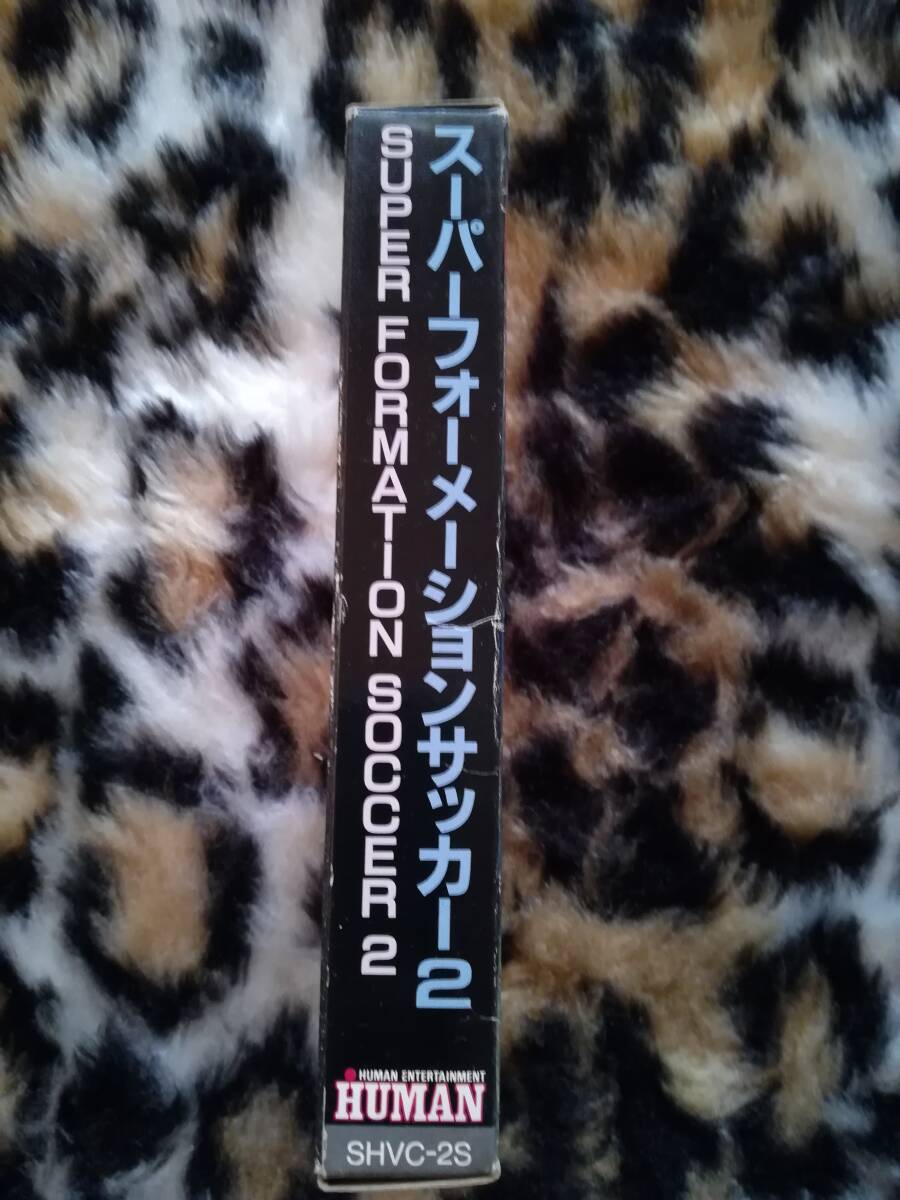 スーパーフォーメーションサッカー2
SUPER FORMATION SOCCER 2
HUMAN ENTERTAINMENT
HUMAN
SHVC-2S